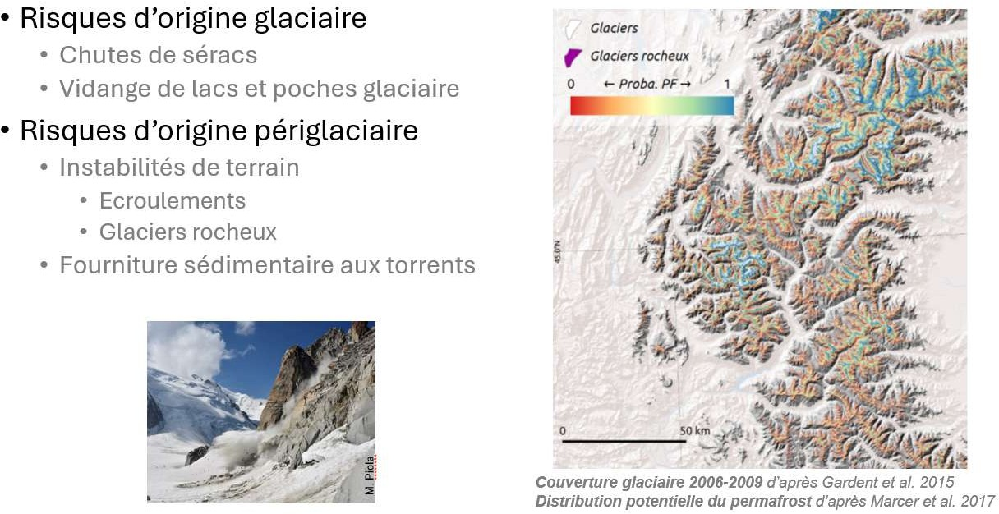 • Risques d’origine glaciaire
• Chutes de séracs
• Vidange de lacs et poches glaciaire
• Risques d’origine périglaciaire
• Instabilités de terrain
• Ecroulements
• Glaciers rocheux
• Fourniture sédimentaire aux torrents
M. Piola
Glaciers
Glaciers rocheux
0 ← Proba. PF → 1
45.0°N
0 50 km
Couverture glaciaire 2006-2009 d’après Gardent et al. 2015
Distribution potentielle du permafrost d’après Marcer et al. 2017